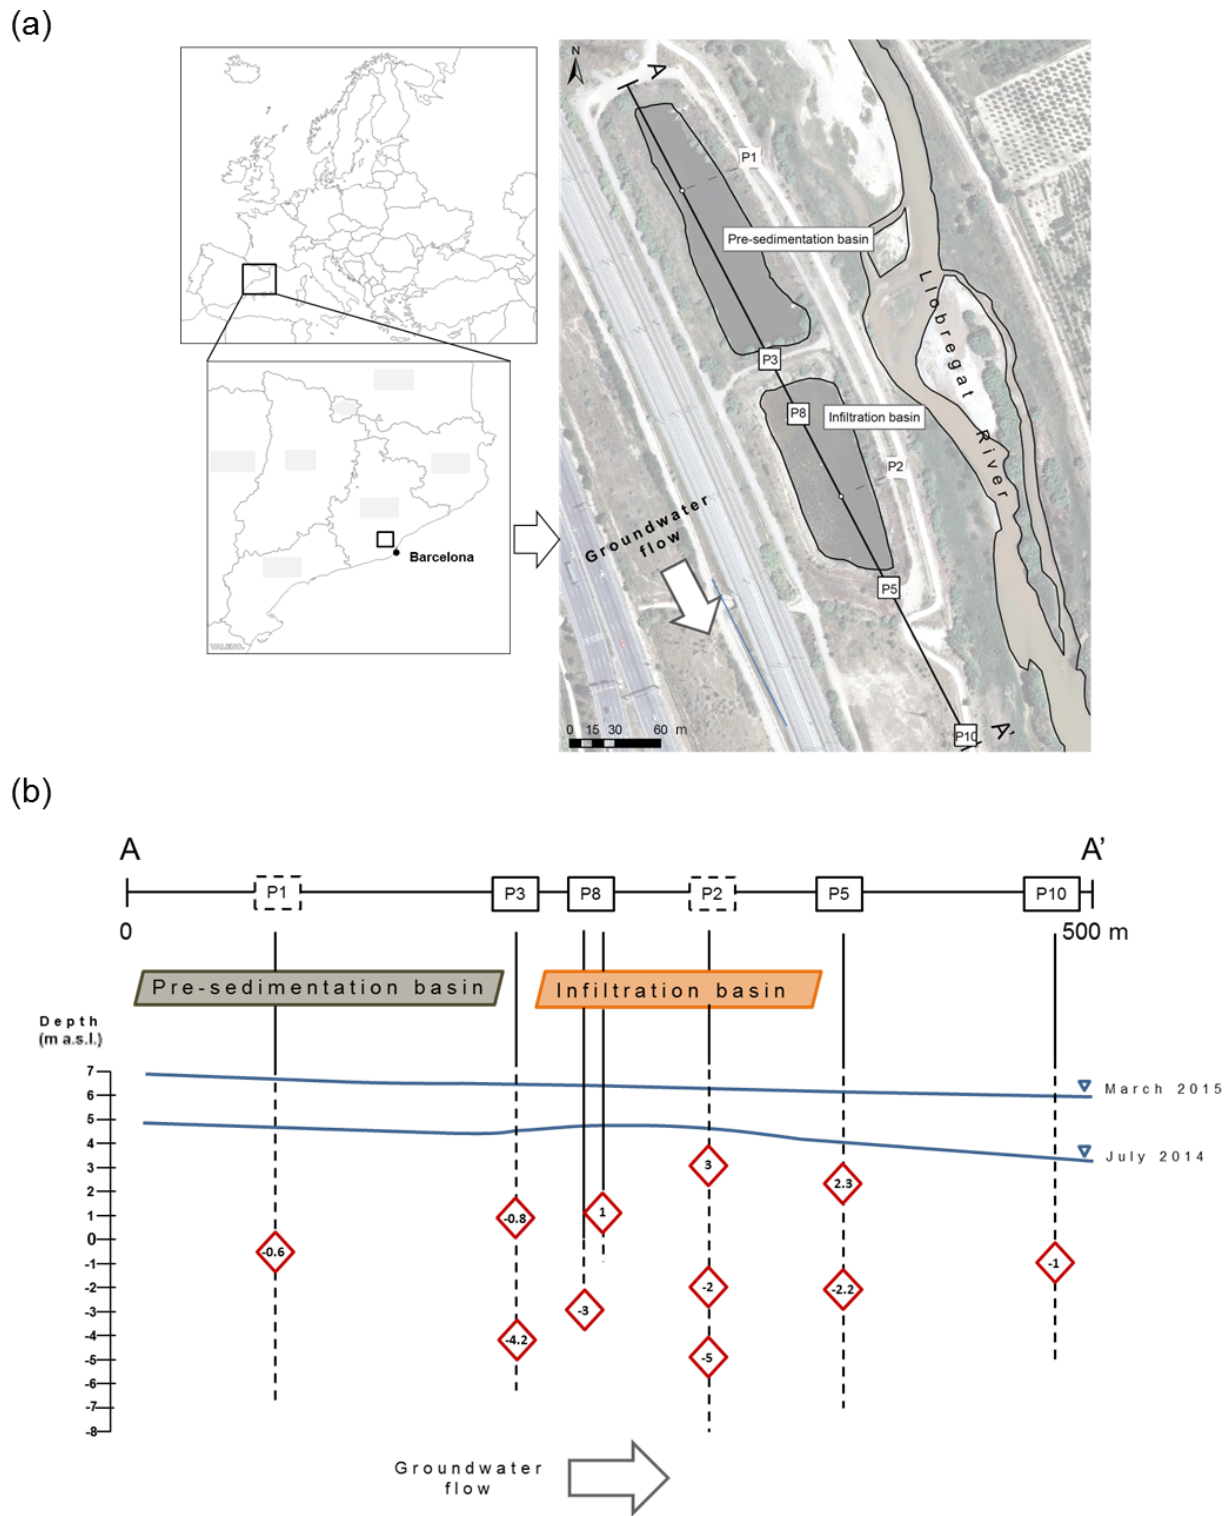 (a)
N
A
P1
Pre-sedimentation basin
Llobregat River
P3
P8
Infiltration basin
P2
Groundwater
flow
P5
P10
A'
0 15 30 60 m
Barcelona
(b)
A
A'
P1
P3
P8
P2
P5
P10
0
500 m
Pre-sedimentation basin
Infiltration basin
Depth
(m a.s.l.)
7
6
5
4
3
2
1
0
-1
-2
-3
-4
-5
-6
-7
-8
March 2015
July 2014
3
2.3
-0.8
1
-0.6
-1
-2
-2.2
-3
-4.2
-5
Groundwater
flow